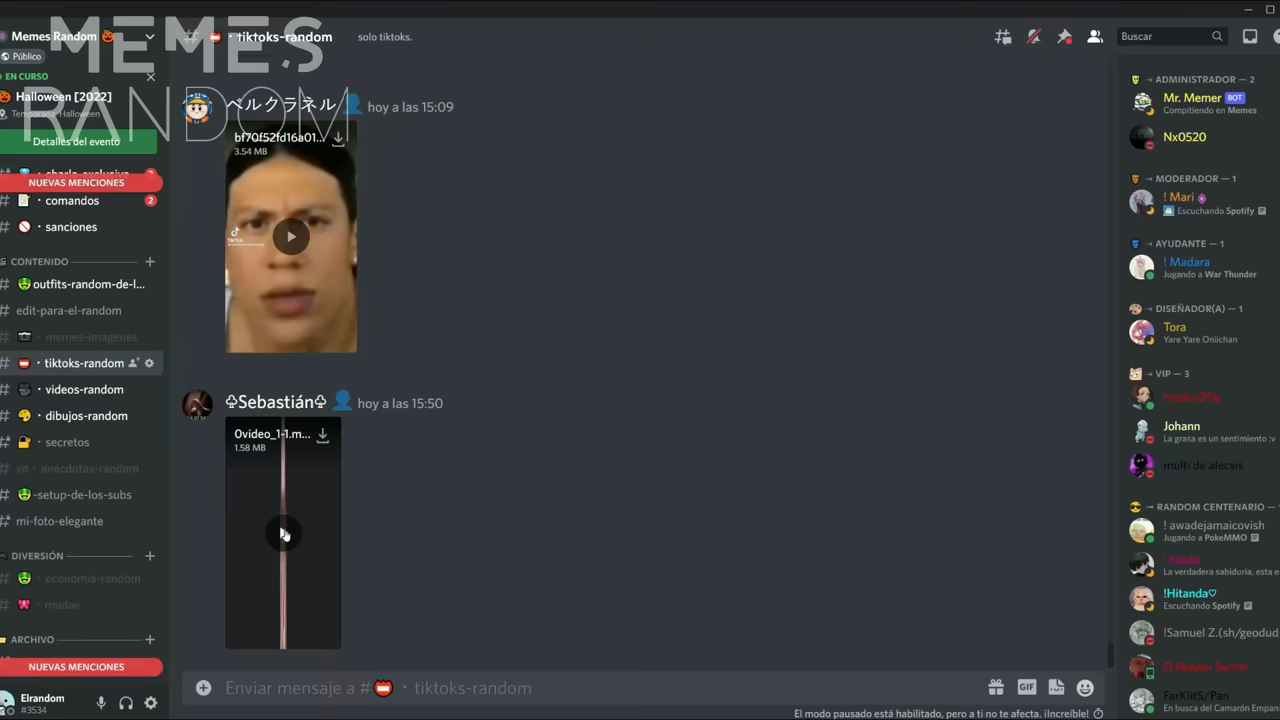 MEMES
RANDOM
Memes Random 🎃
Público
EN CURSO
Halloween [2022]
Temporada Halloween
Detalles del evento
charla-exclusiva
NUEVAS MENCIONES
comandos 2
sanciones
CONTENIDO
outfits-random-de-l...
edit-para-el-random
memes-imagenes
tiktoks-random
videos-random
dibujos-random
secretos
xd · anécdotas-random
-setup-de-los-subs
mi-foto-elegante
DIVERSIÓN
economia-random
mudae
ARCHIVO
NUEVAS MENCIONES
Elrandom
#3534
# · tiktoks-random solo tiktoks.
ベルクラネル hoy a las 15:09
bf70f52fd16a01...
3.54 MB
TikTok
♧Sebastián♧ hoy a las 15:50
0video_1-1.m...
1.58 MB
Enviar mensaje a # · tiktoks-random
GIF
El modo pausado está habilitado, pero a ti no te afecta. ¡Increíble!
Buscar
→ ADMINISTRADOR — 2
Mr. Memer BOT
Compitiendo en Memes
Nx0520
→ MODERADOR — 1
! Mari
Escuchando Spotify
→ AYUDANTE — 1
! Madara
Jugando a War Thunder
→ DISEÑADOR(A) — 1
Tora
Yare Yare Oniichan
→ VIP — 3
Johann
La grasa es un sentimiento :v
multi de alecsis
→ RANDOM CENTENARIO —
! awadejamaicovish
Jugando a PokeMMO
La verdadera sabiduría, esta e
!Hitanda♡
Escuchando Spotify
!Samuel Z.(sh/geodud
FarKlitS/Pan
En busca del Camarón Empan